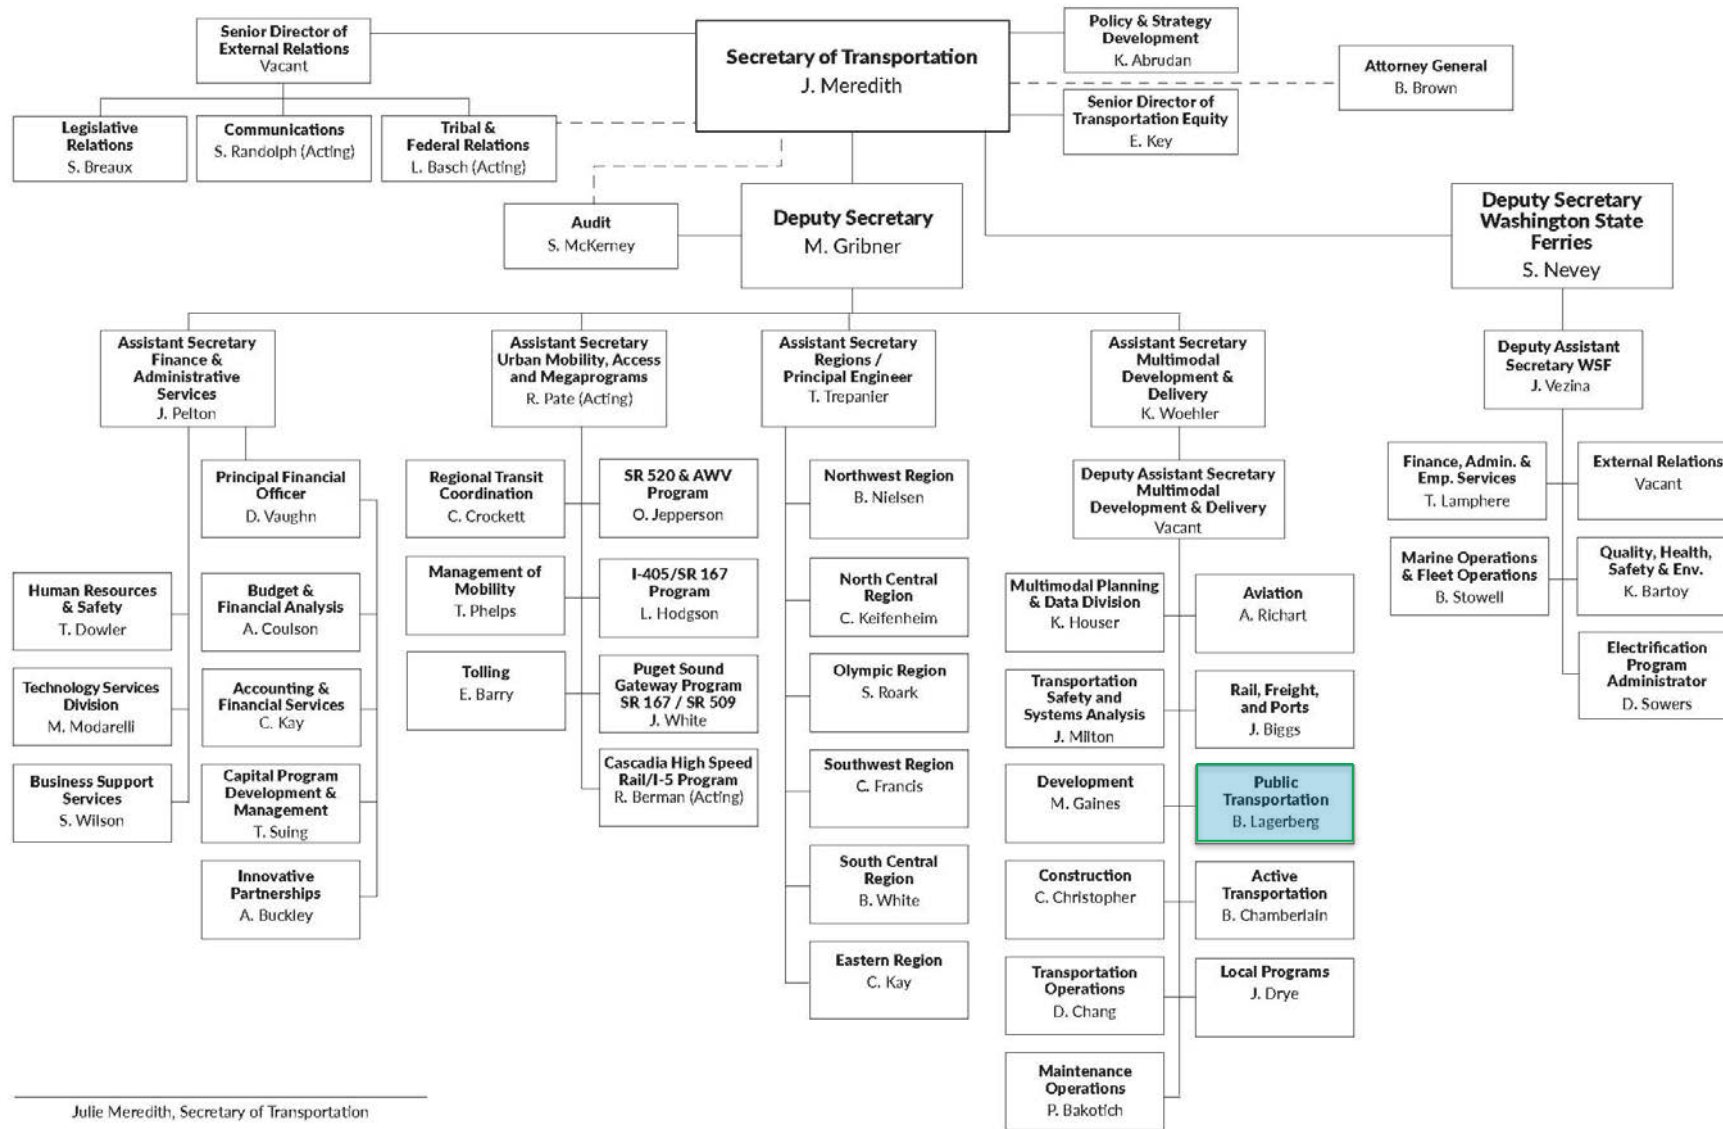 Senior Director of
External Relations
Vacant
Secretary of Transportation
J. Meredith
Policy & Strategy
Development
K. Abrudan
Attorney General
B. Brown
Senior Director of
Transportation Equity
E. Key
Legislative
Relations
S. Breaux
Communications
S. Randolph (Acting)
Tribal &
Federal Relations
L. Basch (Acting)
Audit
S. McKerney
Deputy Secretary
M. Gribner
Deputy Secretary
Washington State
Ferries
S. Nevey
Assistant Secretary
Finance &
Administrative
Services
J. Pelton
Assistant Secretary
Urban Mobility, Access
and Megaprograms
R. Pate (Acting)
Assistant Secretary
Regions /
Principal Engineer
T. Trepanier
Assistant Secretary
Multimodal
Development &
Delivery
K. Woehler
Deputy Assistant
Secretary WSF
J. Vezina
Principal Financial
Officer
D. Vaughn
Human Resources
& Safety
T. Dowler
Budget &
Financial Analysis
A. Coulson
Technology Services
Division
M. Modarelli
Accounting &
Financial Services
C. Kay
Business Support
Services
S. Wilson
Capital Program
Development &
Management
T. Suing
Innovative
Partnerships
A. Buckley
Regional Transit
Coordination
C. Crockett
SR 520 & AWV
Program
O. Jepperson
Management of
Mobility
T. Phelps
I-405/SR 167
Program
L. Hodgson
Tolling
E. Barry
Puget Sound
Gateway Program
SR 167 / SR 509
J. White
Cascadia High Speed
Rail/I-5 Program
R. Berman (Acting)
Northwest Region
B. Nielsen
North Central
Region
C. Keifenheim
Olympic Region
S. Roark
Southwest Region
C. Francis
South Central
Region
B. White
Eastern Region
C. Kay
Deputy Assistant Secretary
Multimodal
Development & Delivery
Vacant
Multimodal Planning
& Data Division
K. Houser
Aviation
A. Richart
Transportation
Safety and
Systems Analysis
J. Milton
Rail, Freight,
and Ports
J. Biggs
Development
M. Gaines
Public
Transportation
B. Lagerberg
Construction
C. Christopher
Active
Transportation
B. Chamberlain
Transportation
Operations
D. Chang
Local Programs
J. Drye
Maintenance
Operations
P. Bakotich
Finance, Admin. &
Emp. Services
T. Lamphere
External Relations
Vacant
Marine Operations
& Fleet Operations
B. Stowell
Quality, Health,
Safety & Env.
K. Bartoy
Electrification
Program
Administrator
D. Sowers
Julie Meredith, Secretary of Transportation